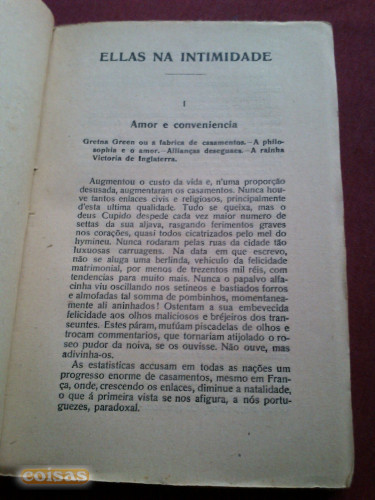 ELLAS NA INTIMIDADE
I
Amor e conveniencia
Gretna Green ou a fabrica de casamentos.—A philo-
sophia e o amor.—Allianças deseguaes.—A rainha
Victoria de Inglaterra.
Augmentou o custo da vida e, n'uma proporção
desusada, augmentaram os casamentos. Nunca hou-
ve tantos enlaces civis e religiosos, principalmente
d'esta ultima qualidade. Tudo se queixa, mas o
deus Cupido despede cada vez maior numero de
settas da sua aljava, rasgando ferimentos graves
nos corações, quasi todos cicatrizados pelo mel do
hymineu. Nunca rodaram pelas ruas da cidade tão
luxuosas carruagens. Na data em que escrevo,
não se aluga uma berlinda, vehiculo da felicidade
matrimonial, por menos de trezentos mil réis, com
tendencias para muito mais. Nunca o papalvo alfa-
cinha viu oscillando nos setineos e bastiados forros
e almofadas tal somma de pombinhos, momentanea-
mente ali aninhados! Ostentam a sua embevecida
felicidade aos olhos maliciosos e bréjeiros dos tran-
seuntes. Estes páram, mutúam piscadelas de olhos e
trocam commentarios, que tornariam atijolado o ro-
seo pudor da noiva, se os ouvisse. Não ouve, mas
adivinha-os.
As estatisticas accusam em todas as nações um
progresso enorme de casamentos, mesmo em Fran-
ça, onde, crescendo os enlaces, diminue a natalidade,
o que á primeira vista se nos afigura, a nós portu-
guezes, paradoxal.
coisas